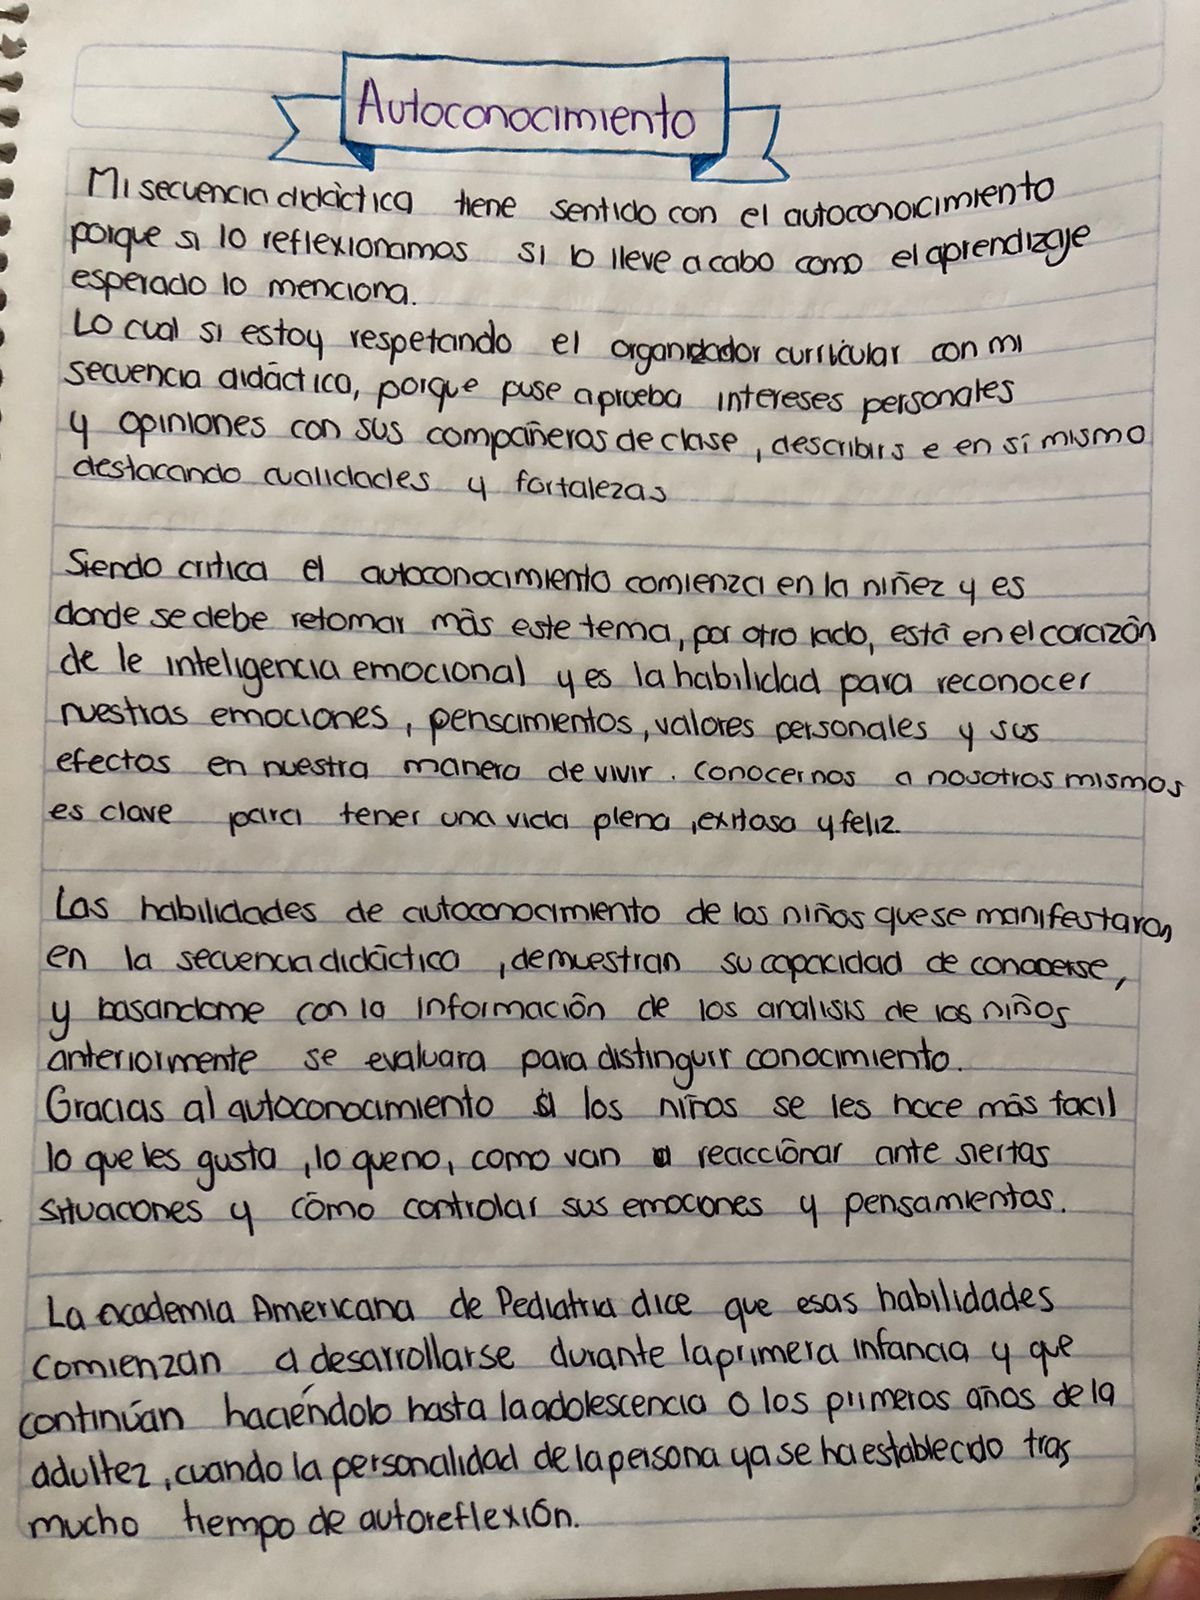 Autoconocimiento
Mi secuencia didáctica tiene sentido con el autoconocimiento
porque si lo reflexionamos si lo lleve a cabo como el aprendizaje
esperado lo menciona.
Lo cual si estoy respetando el organizador curricular con mi
secuencia didáctica, porque puse aprueba intereses personales
y opiniones con sus compañeros de clase, describirs e en sí mismo
destacando cualidades y fortalezas
Siendo critica el autoconocimiento comienza en la niñez y es
donde se debe retomar más este tema, por otro lado, está en el corazón
de le inteligencia emocional y es la habilidad para reconocer
nuestras emociones, pensamientos, valores personales y sus
efectos en nuestra manera de vivir. Conocernos a nosotros mismos
es clave para tener una vida plena, exitosa y feliz.
Las habilidades de autoconocimiento de los niños que se manifestaron
en la secuencia didáctica, demuestran su capacidad de conocerse,
y basandome con la información de los analisis de los niños
anteriormente se evaluara para distinguir conocimiento.
Gracias al autoconocimiento a los niños se les hace más facil
lo que les gusta, lo que no, como van a reacciónar ante siertas
situaciones y cómo controlar sus emociones y pensamientos.
La academia Americana de Pediatria dice que esas habilidades
comienzan a desarrollarse durante la primera infancia y que
continúan haciéndolo hasta la adolescencia o los primeros años de la
adultez, cuando la personalidad de la persona ya se ha establecido tras
mucho tiempo de autoreflexión.